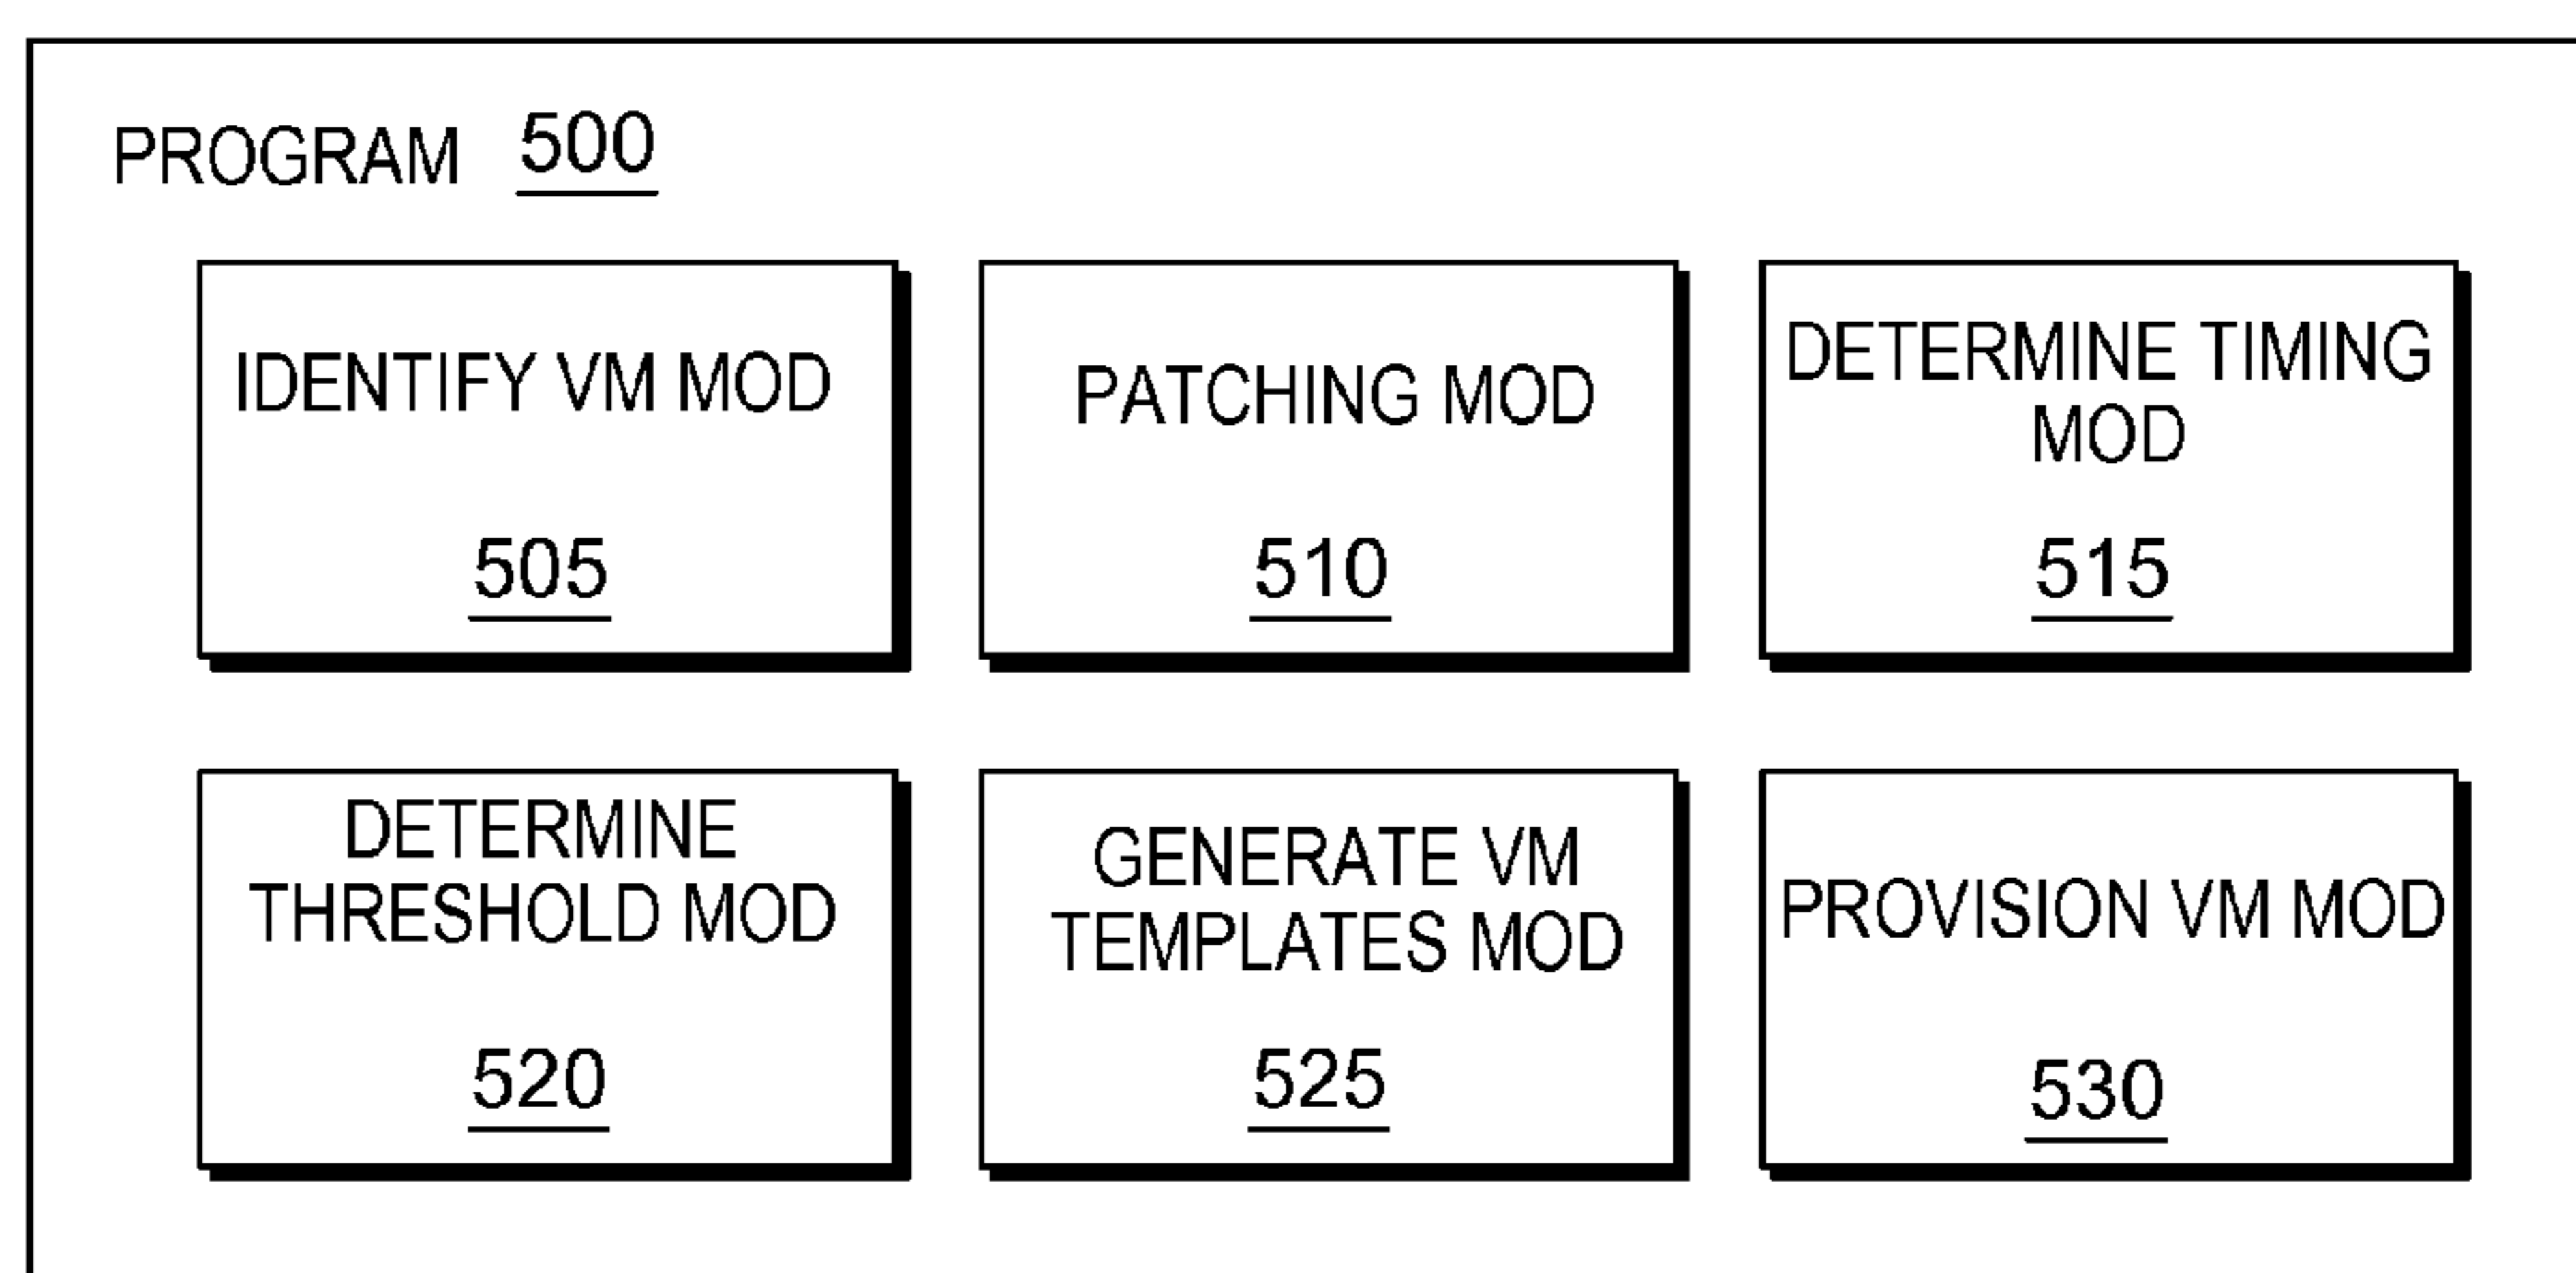 PROGRAM 500
IDENTIFY VM MOD
505
PATCHING MOD
510
DETERMINE TIMING
MOD
515
DETERMINE
THRESHOLD MOD
520
GENERATE VM
TEMPLATES MOD
525
PROVISION VM MOD
530